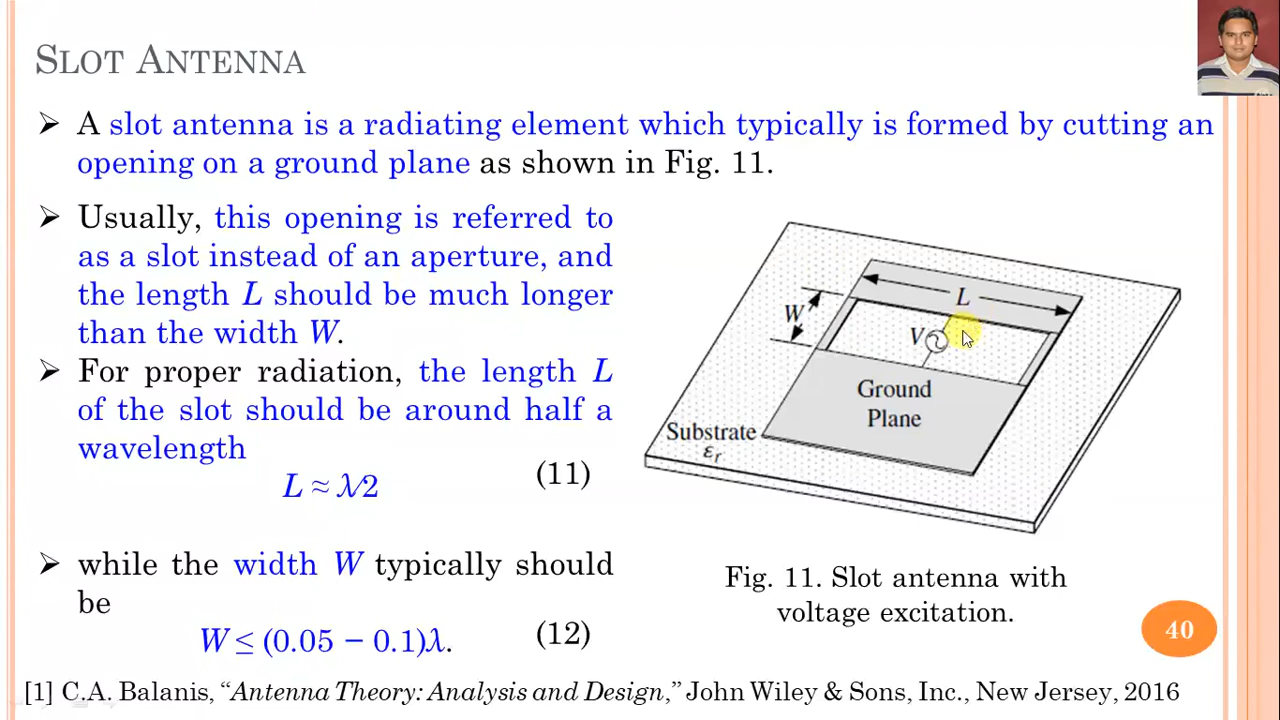 SLOT ANTENNA
➢ A slot antenna is a radiating element which typically is formed by cutting an
opening on a ground plane as shown in Fig. 11.
➢ Usually, this opening is referred to
as a slot instead of an aperture, and
the length L should be much longer
than the width W.
➢ For proper radiation, the length L
of the slot should be around half a
wavelength
L ≈ λ/2 (11)
➢ while the width W typically should
be
W ≤ (0.05 − 0.1)λ. (12)
L
W
V
Ground
Plane
Substrate
εr
Fig. 11. Slot antenna with
voltage excitation.
40
[1] C.A. Balanis, “Antenna Theory: Analysis and Design,” John Wiley & Sons, Inc., New Jersey, 2016